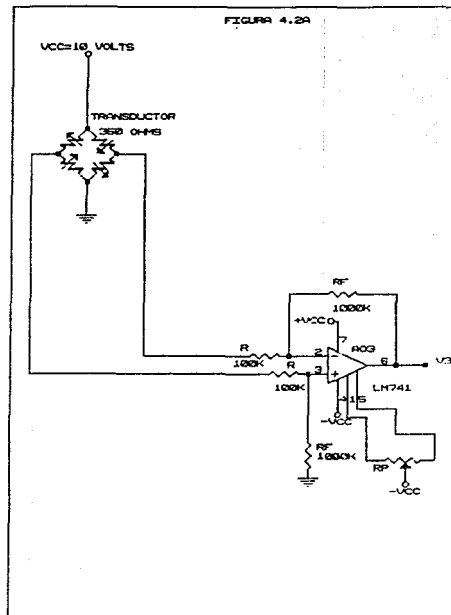 FIGURA 4.2A
VCC=10 VOLTS
TRANSDUCTOR
350 OHMS
RF
1000K
+VCC
7
R
2
AO3
6
V3
100K
R
3
100K
LM741
1
5
-VCC
RF
1000K
RP
-VCC